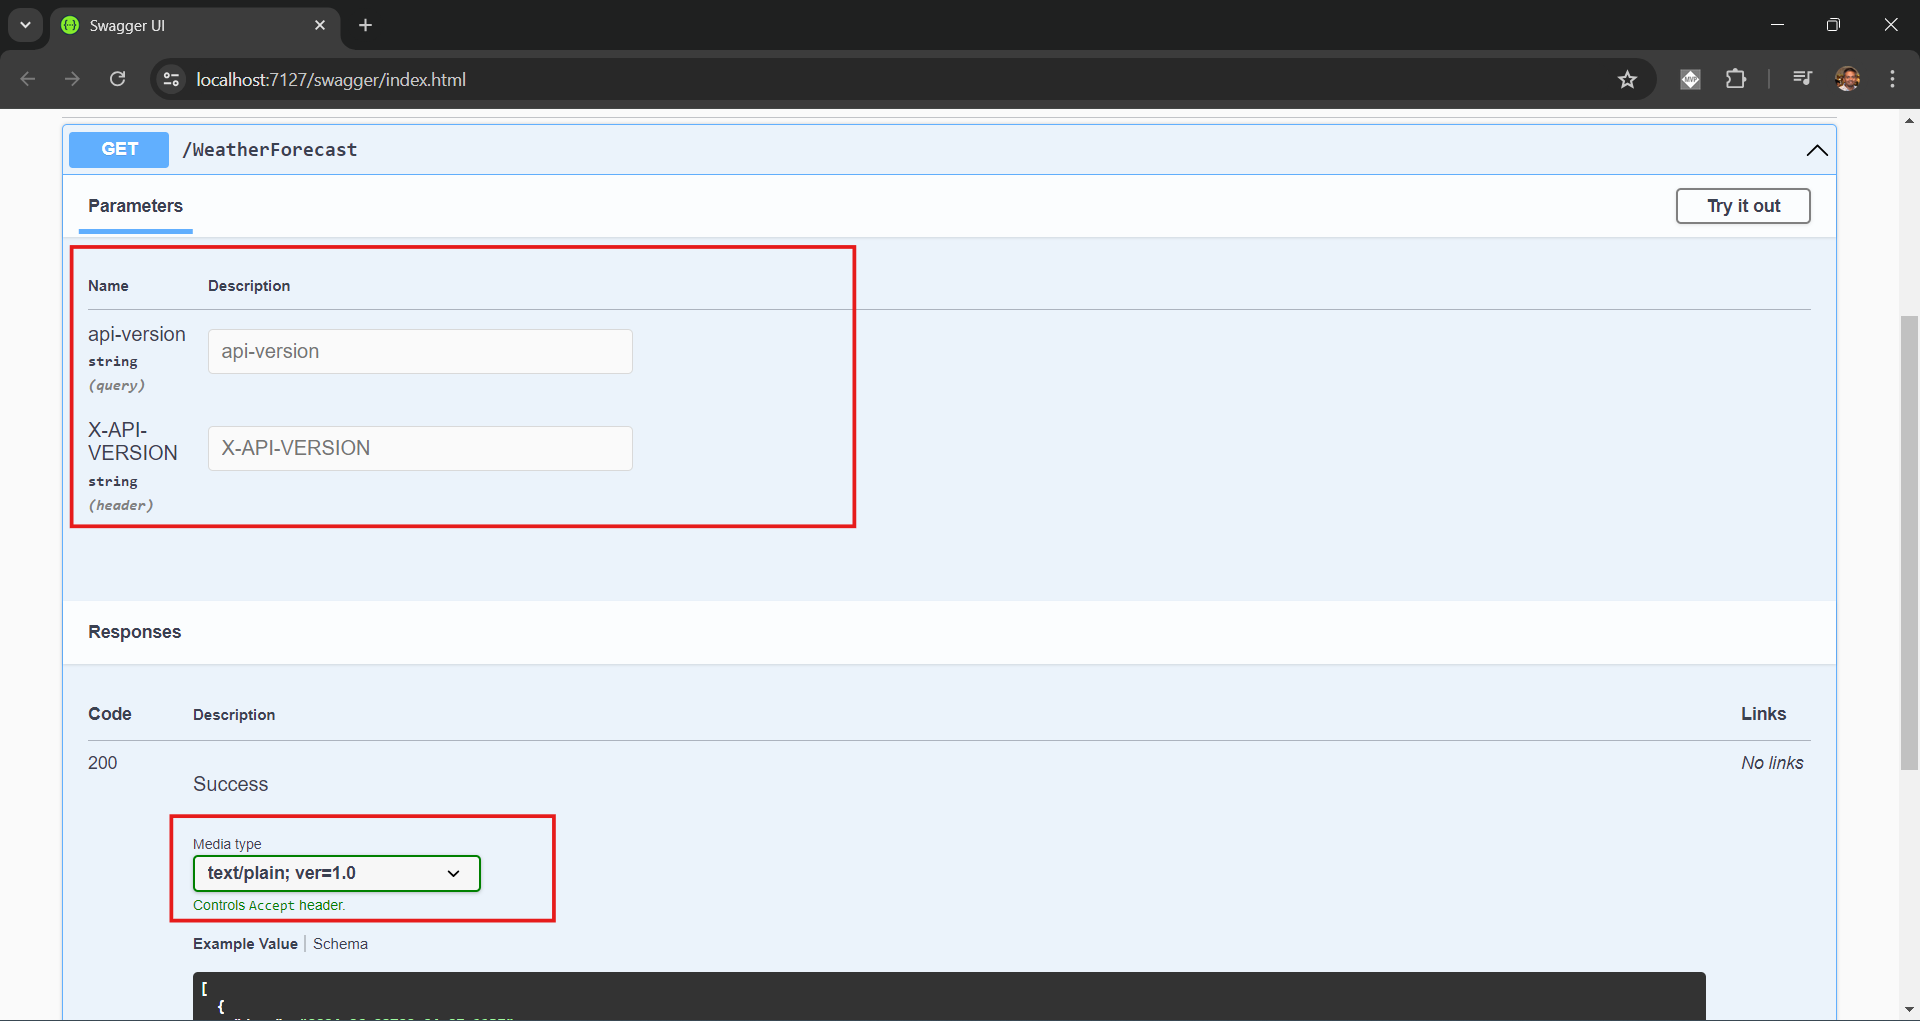 Swagger UI
localhost:7127/swagger/index.html
GET /WeatherForecast
Parameters
Try it out
Name Description
api-version
string
(query)
api-version
X-API-
VERSION
string
(header)
X-API-VERSION
Responses
Code Description Links
200
Success
No links
Media type
text/plain; ver=1.0
Controls Accept header.
Example Value | Schema
[
{